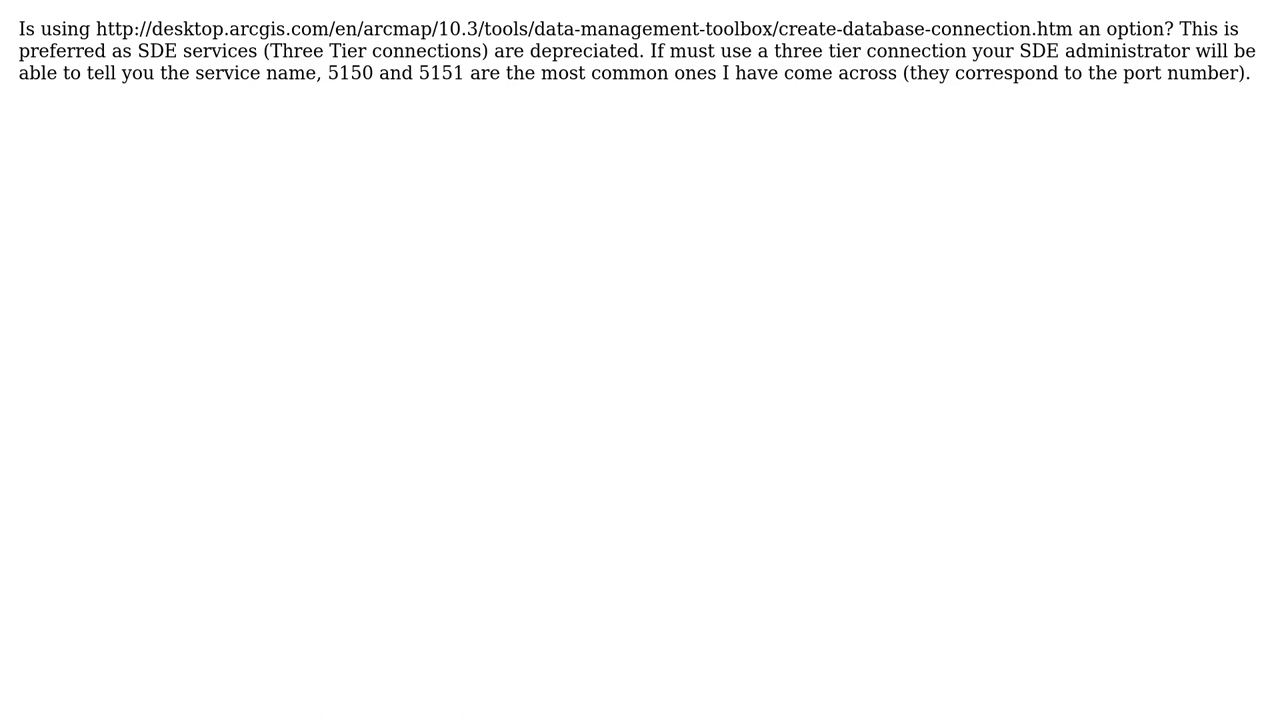 Is using http://desktop.arcgis.com/en/arcmap/10.3/tools/data-management-toolbox/create-database-connection.htm an option? This is
preferred as SDE services (Three Tier connections) are depreciated. If must use a three tier connection your SDE administrator will be
able to tell you the service name, 5150 and 5151 are the most common ones I have come across (they correspond to the port number).